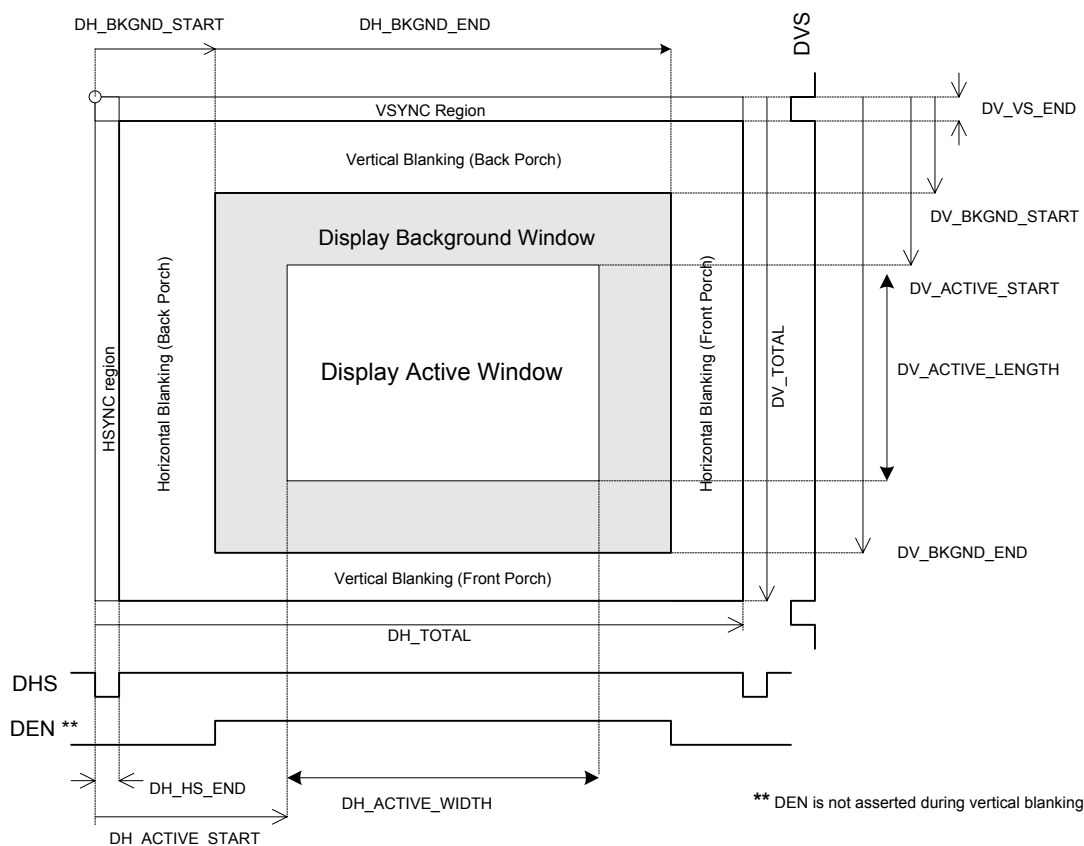 DH_BKGND_START
DH_BKGND_END
DVS
DV_VS_END
VSYNC Region
Vertical Blanking (Back Porch)
DV_BKGND_START
Display Background Window
DV_ACTIVE_START
HSYNC region
Horizontal Blanking (Back Porch)
Display Active Window
Horizontal Blanking (Front Porch)
DV_TOTAL
DV_ACTIVE_LENGTH
DV_BKGND_END
Vertical Blanking (Front Porch)
DH_TOTAL
DHS
DEN **
DH_HS_END
DH_ACTIVE_WIDTH
** DEN is not asserted during vertical blanking
DH_ACTIVE_START